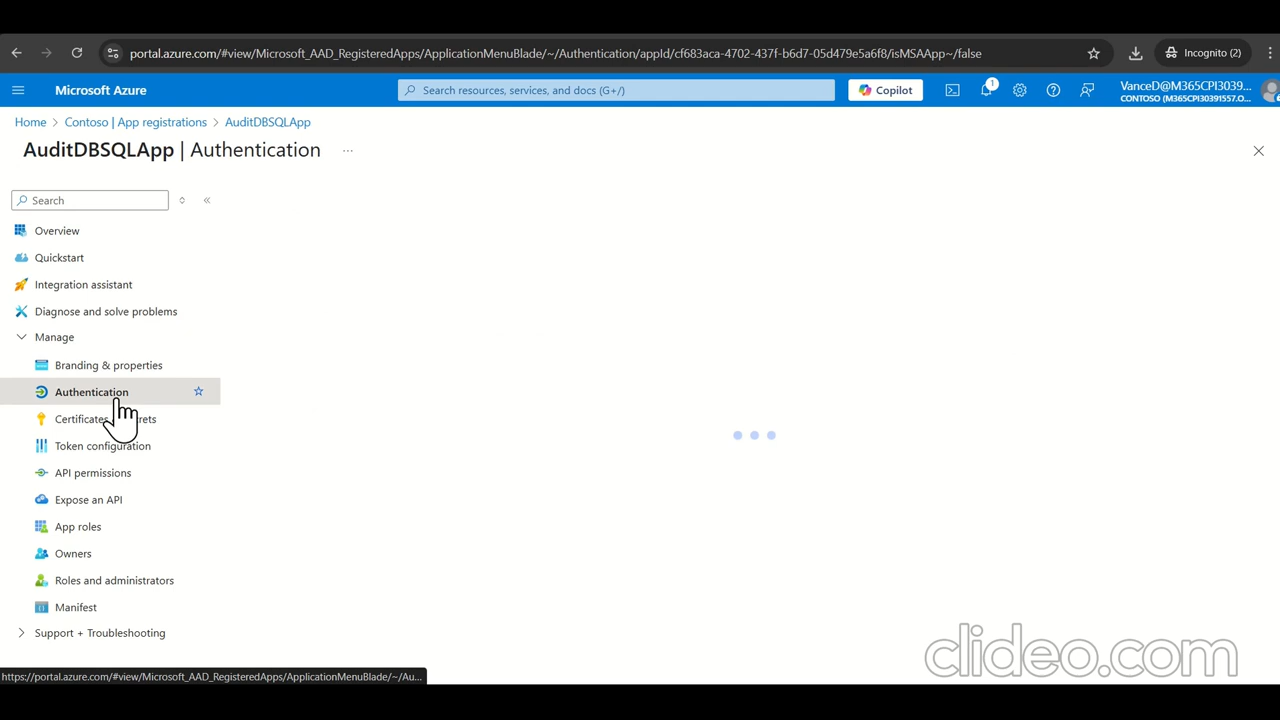 portal.azure.com/#view/Microsoft_AAD_RegisteredApps/ApplicationMenuBlade/~/Authentication/appId/cf683aca-4702-437f-b6d7-05d479e5a6f8/isMSAApp~/false
Incognito (2)
Microsoft Azure
Search resources, services, and docs (G+/)
Copilot
1
VanceD@M365CPI3039...
CONTOSO (M365CPI30391557.O...
Home > Contoso | App registrations > AuditDBSQLApp
AuditDBSQLApp | Authentication ...
Search
Overview
Quickstart
Integration assistant
Diagnose and solve problems
Manage
Branding & properties
Authentication
Certificates rets
Token configuration
API permissions
Expose an API
App roles
Owners
Roles and administrators
Manifest
Support + Troubleshooting
clideo.com
https://portal.azure.com/#view/Microsoft_AAD_RegisteredApps/ApplicationMenuBlade/~/Au...